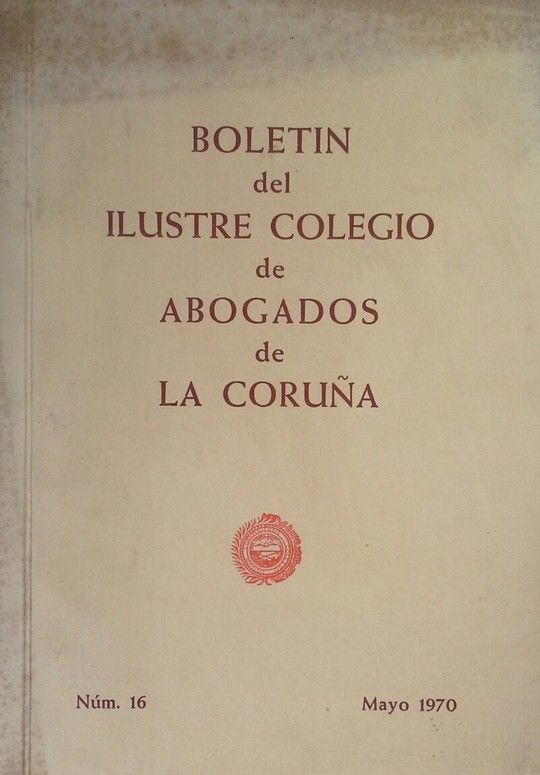 BOLETIN
del
ILUSTRE COLEGIO
de
ABOGADOS
de
LA CORUÑA
Núm. 16 Mayo 1970